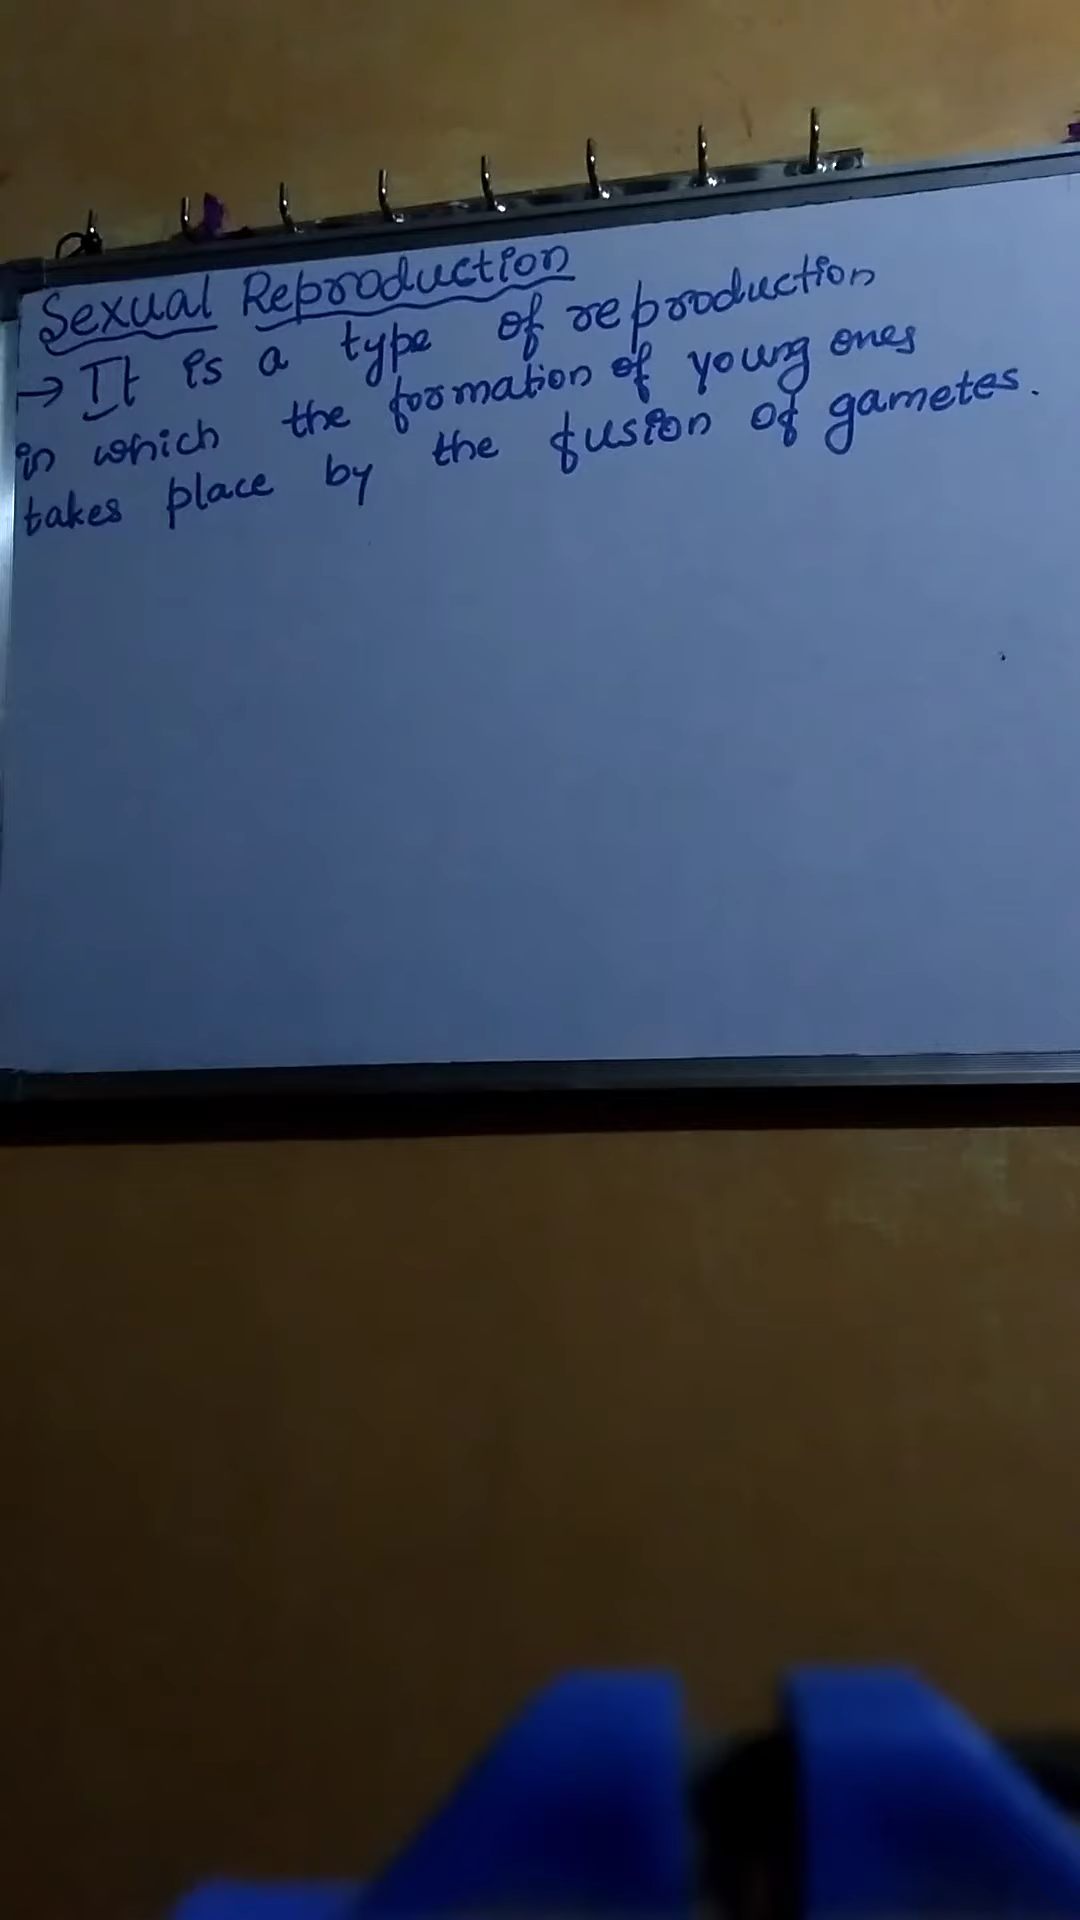 Sexual Reproduction
→ It is a type of reproduction
in which the formation of young ones
takes place by the fusion of gametes.